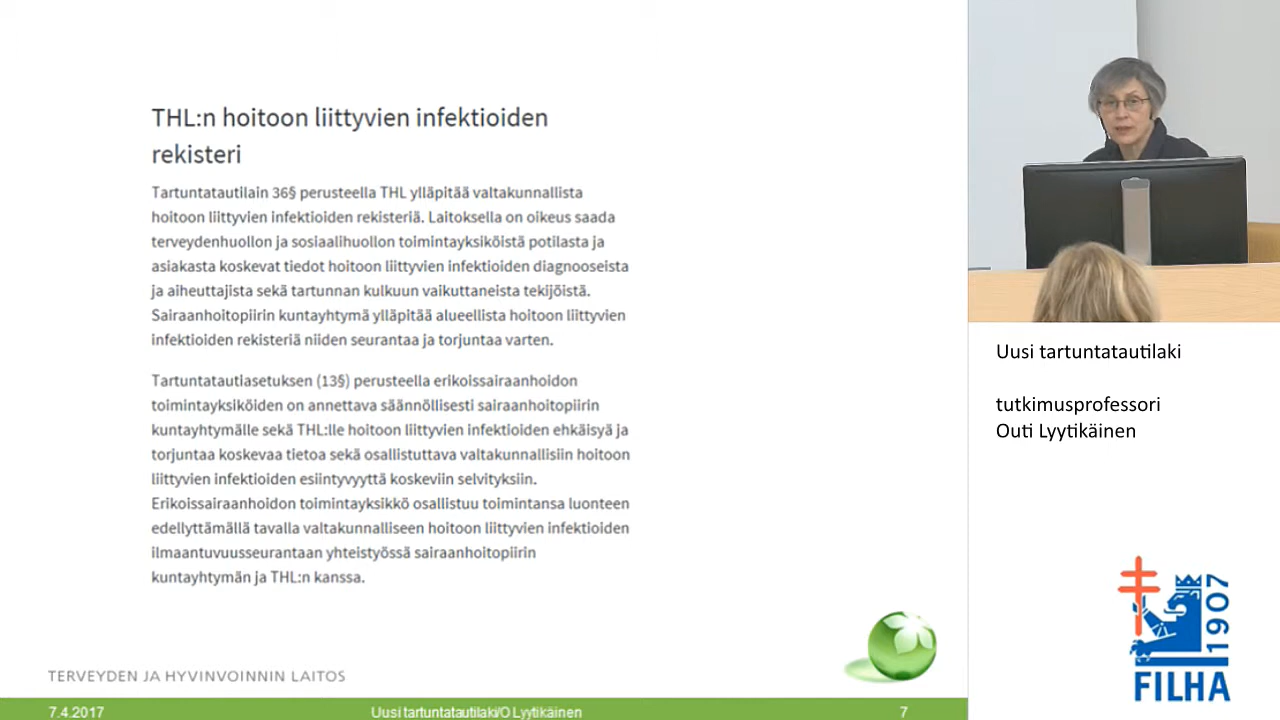 THL:n hoitoon liittyvien infektioiden
rekisteri
Tartuntatautilain 36§ perusteella THL ylläpitää valtakunnallista
hoitoon liittyvien infektioiden rekisteriä. Laitoksella on oikeus saada
terveydenhuollon ja sosiaalihuollon toimintayksiköistä potilasta ja
asiakasta koskevat tiedot hoitoon liittyvien infektioiden diagnooseista
ja aiheuttajista sekä tartunnan kulkuun vaikuttaneista tekijöistä.
Sairaanhoitopiirin kuntayhtymä ylläpitää alueellista hoitoon liittyvien
infektioiden rekisteriä niiden seurantaa ja torjuntaa varten.
Tartuntatautiasetuksen (13§) perusteella erikoissairaanhoidon
toimintayksiköiden on annettava säännöllisesti sairaanhoitopiirin
kuntayhtymälle sekä THL:lle hoitoon liittyvien infektioiden ehkäisyä ja
torjuntaa koskevaa tietoa sekä osallistuttava valtakunnallisiin hoitoon
liittyvien infektioiden esiintyvyyttä koskeviin selvityksiin.
Erikoissairaanhoidon toimintayksikkö osallistuu toimintansa luonteen
edellyttämällä tavalla valtakunnalliseen hoitoon liittyvien infektioiden
ilmaantuvuusseurantaan yhteistyössä sairaanhoitopiirin
kuntayhtymän ja THL:n kanssa.
TERVEYDEN JA HYVINVOINNIN LAITOS
7.4.2017
Uusi tartuntatautilaki/O Lyytikäinen
7
Uusi tartuntatautilaki
tutkimusprofessori
Outi Lyytikäinen
1907
FILHA